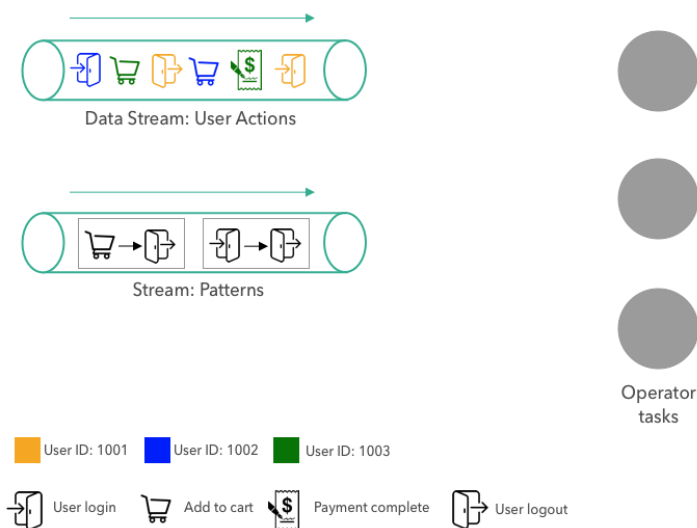 $
Data Stream: User Actions
Stream: Patterns
Operator
tasks
User ID: 1001
User ID: 1002
User ID: 1003
User login
Add to cart
$
Payment complete
User logout